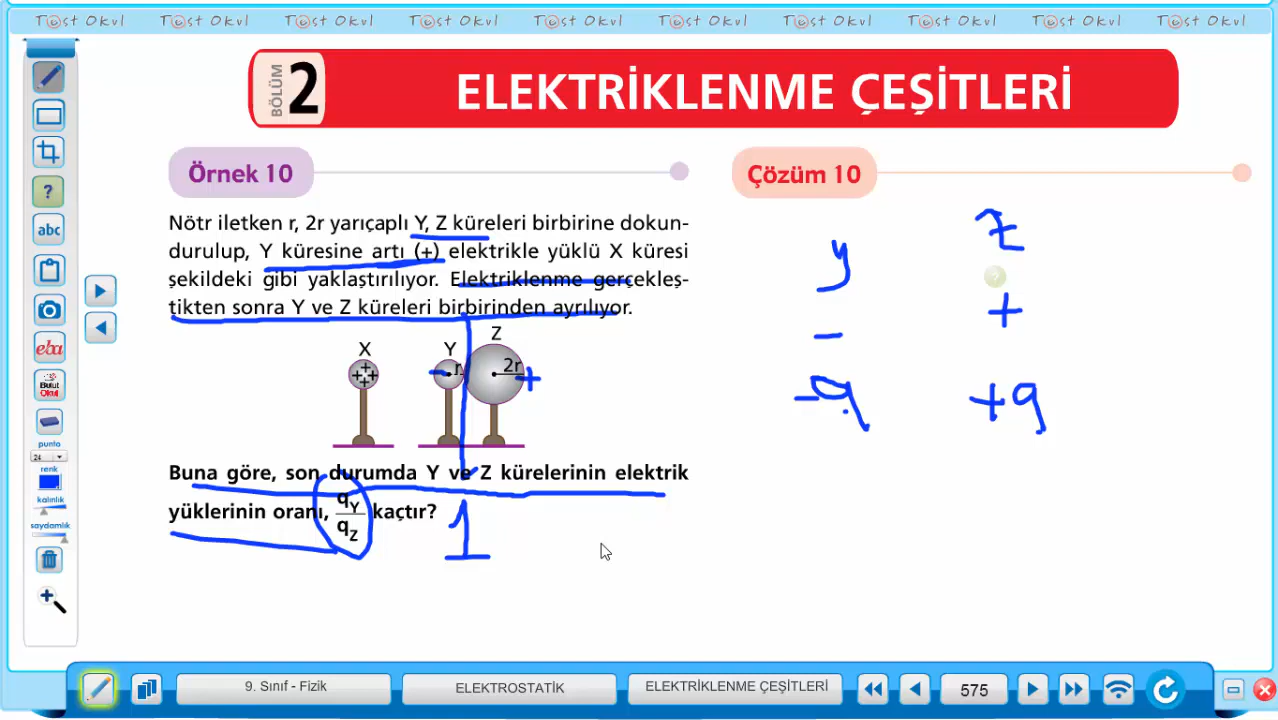 Test Okul Test Okul Test Okul Test Okul Test Okul Test Okul Test Okul Test Okul Test Okul Test Okul
BÖLÜM 2 ELEKTRİKLENME ÇEŞİTLERİ
Örnek 10
Nötr iletken r, 2r yarıçaplı Y, Z küreleri birbirine dokun-
durulup, Y küresine artı (+) elektrikle yüklü X küresi
şekildeki gibi yaklaştırılıyor. Elektriklenme gerçekleş-
tikten sonra Y ve Z küreleri birbirinden ayrılıyor.
X Y Z
+ + + + - r 2r +
Buna göre, son durumda Y ve Z kürelerinin elektrik
yüklerinin oranı, qY/qZ kaçtır? 1
Çözüm 10
y z
- +
-q +q
?
abc
eba
Bulut
Okul
punto
24
renk
kalınlık
saydamlık
9. Sınıf - Fizik ELEKTROSTATİK ELEKTRİKLENME ÇEŞİTLERİ 575